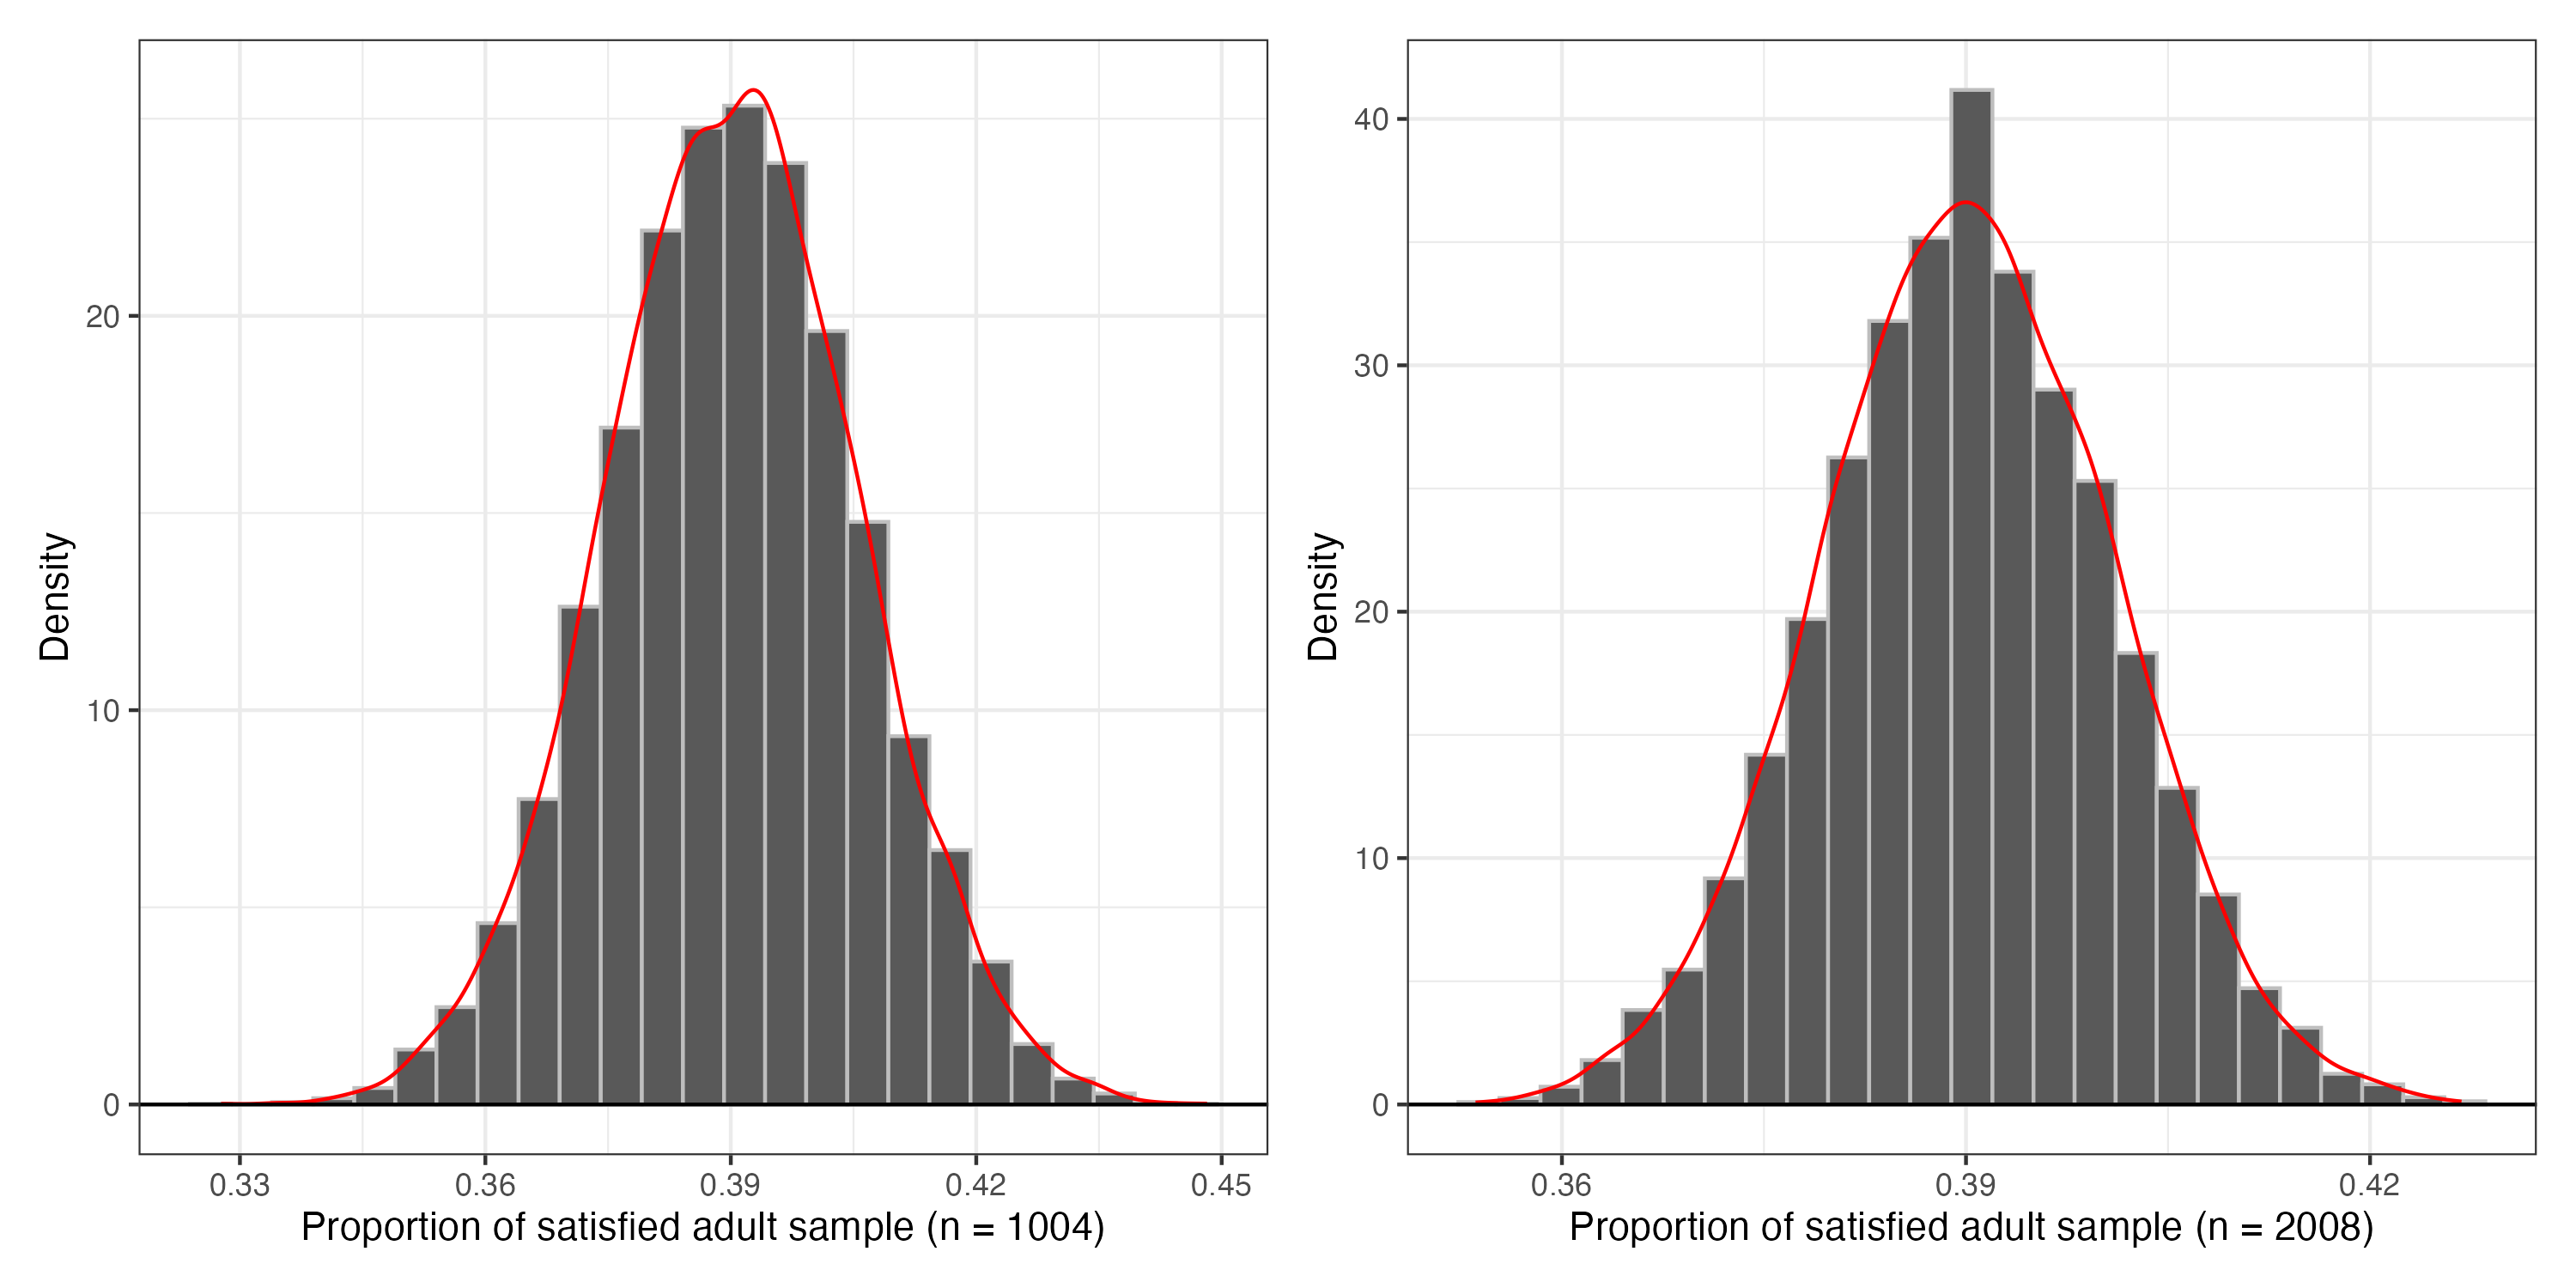 Density
20
10
0
0.33 0.36 0.39 0.42 0.45
Proportion of satisfied adult sample (n = 1004)
Density
40
30
20
10
0
0.36 0.39 0.42
Proportion of satisfied adult sample (n = 2008)